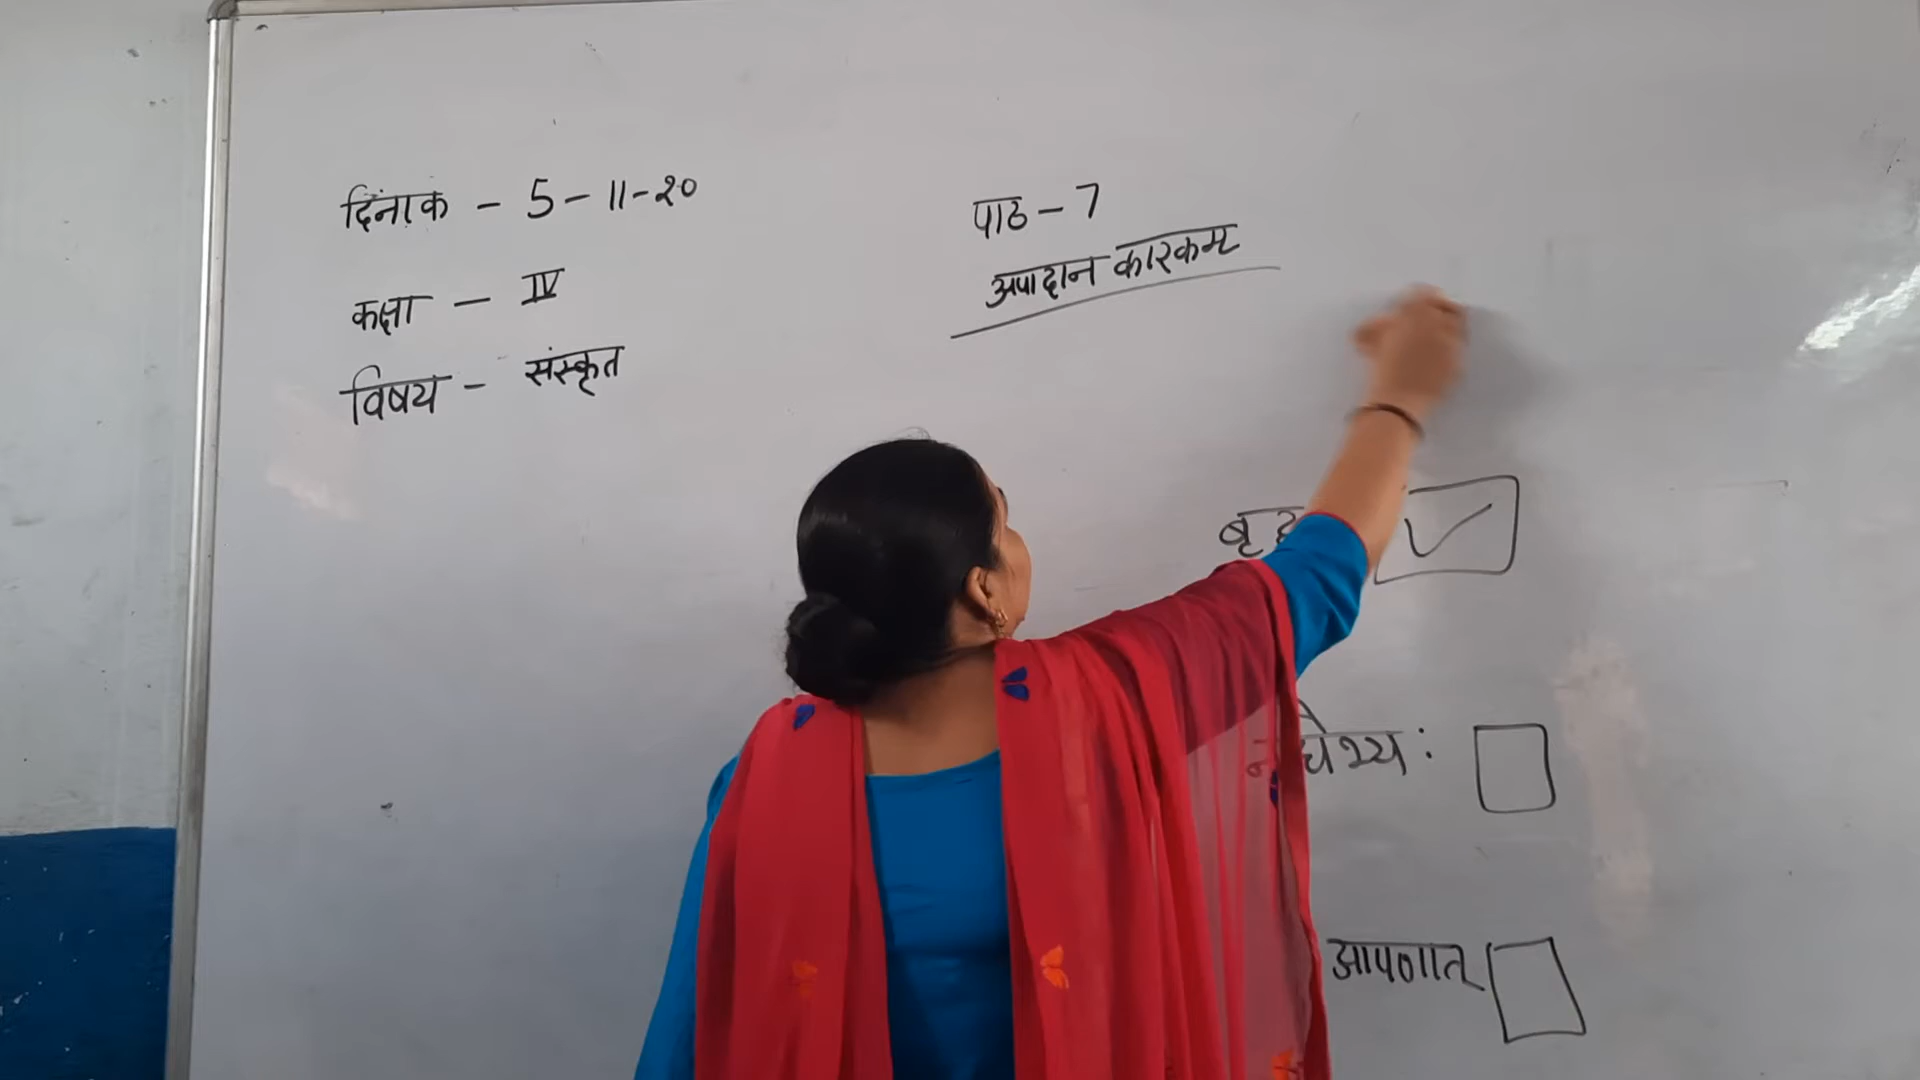 दिंनाक - 5-11-20
कक्षा - IV
विषय - संस्कृत
पाठ - 7
अपादान कारकम्
आपणात्